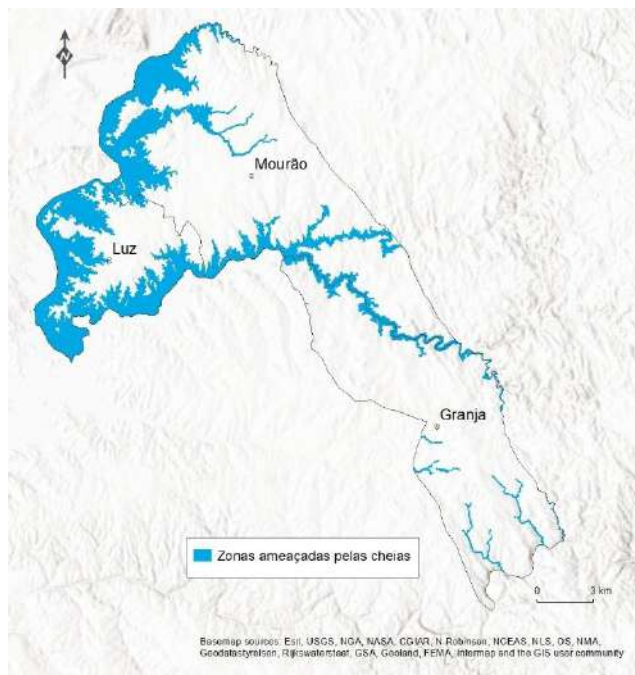 N
Mourão
Luz
Granja
Zonas ameaçadas pelas cheias
0 3 km
Basemap sources: Esri, USGS, NGA, NASA, CGIAR, N Robinson, NCEAS, NLS, OS, NMA,
Geodatastyrelsen, Rijkswaterstaat, GSA, Geoland, FEMA, Intermap and the GIS user community